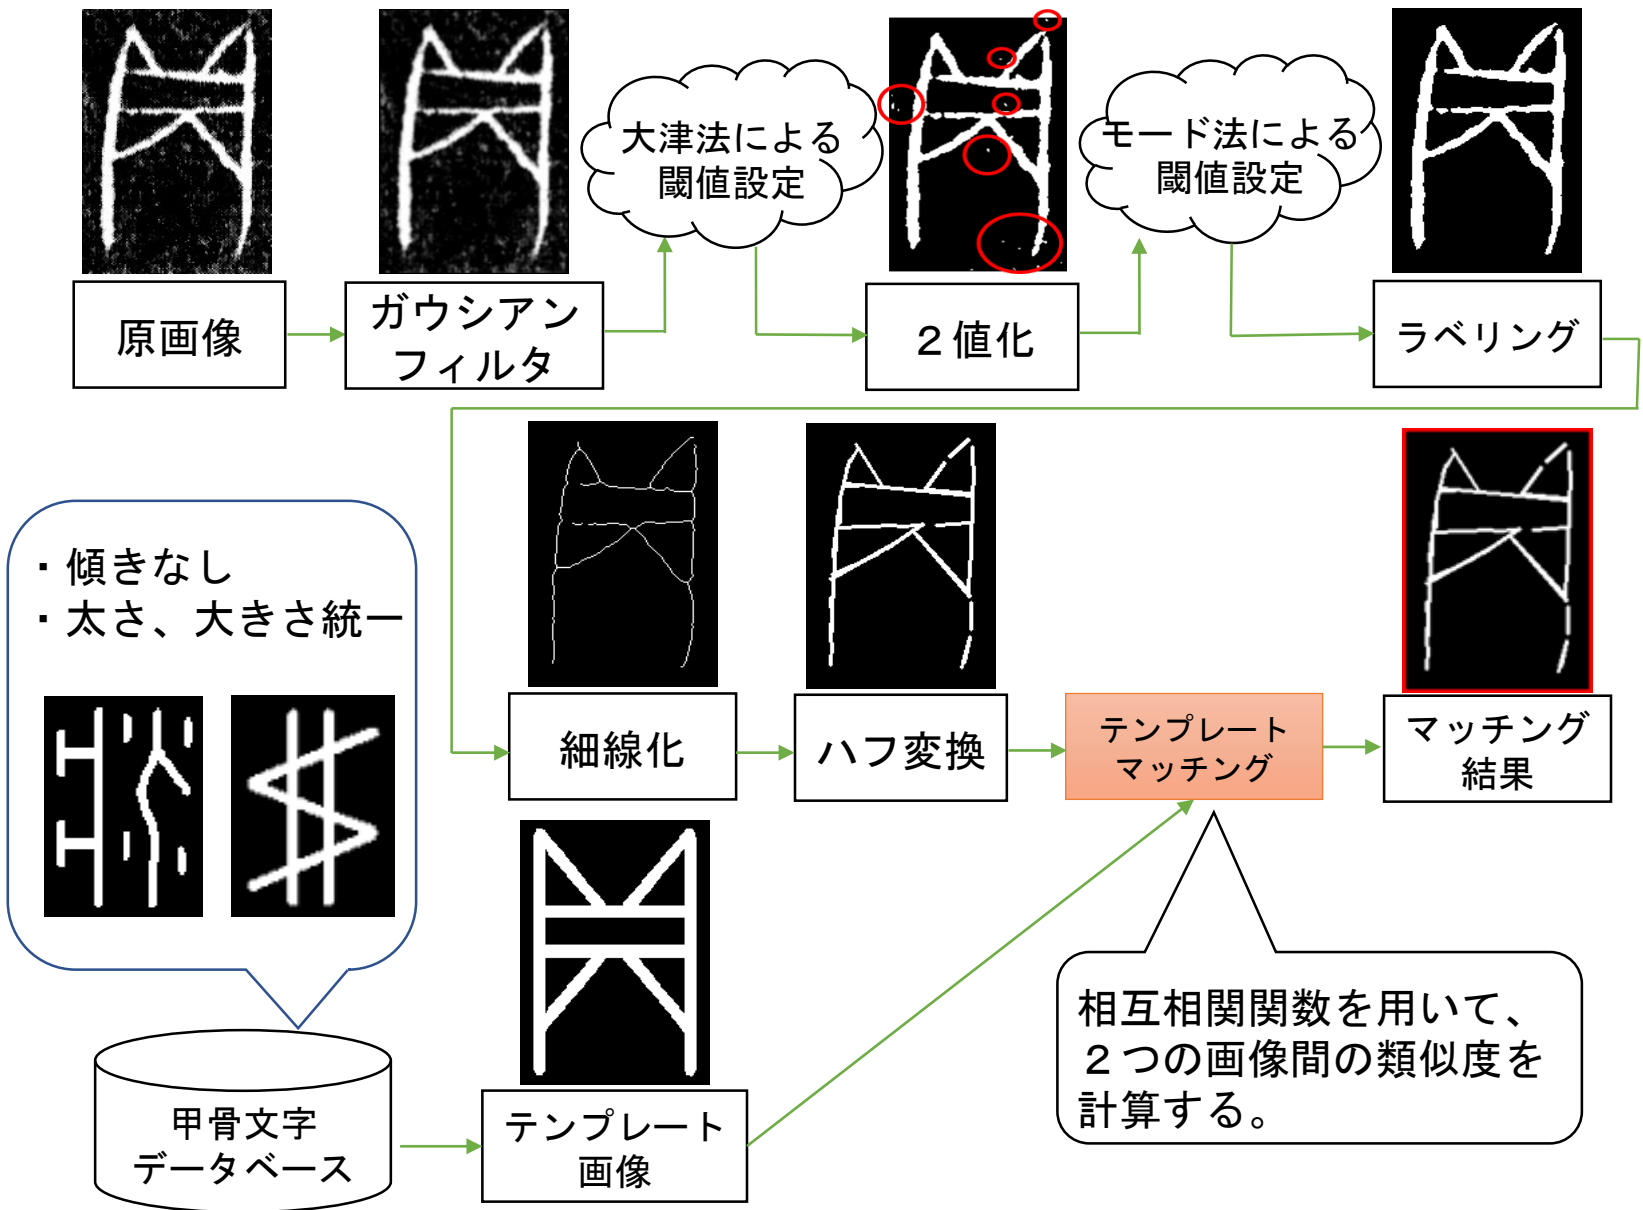 大津法による
閾値設定
モード法による
閾値設定
原画像
ガウシアン
フィルタ
２値化
ラベリング
・傾きなし
・太さ、大きさ統一
細線化
ハフ変換
テンプレート
マッチング
マッチング
結果
相互相関関数を用いて、
２つの画像間の類似度を
計算する。
甲骨文字
データベース
テンプレート
画像